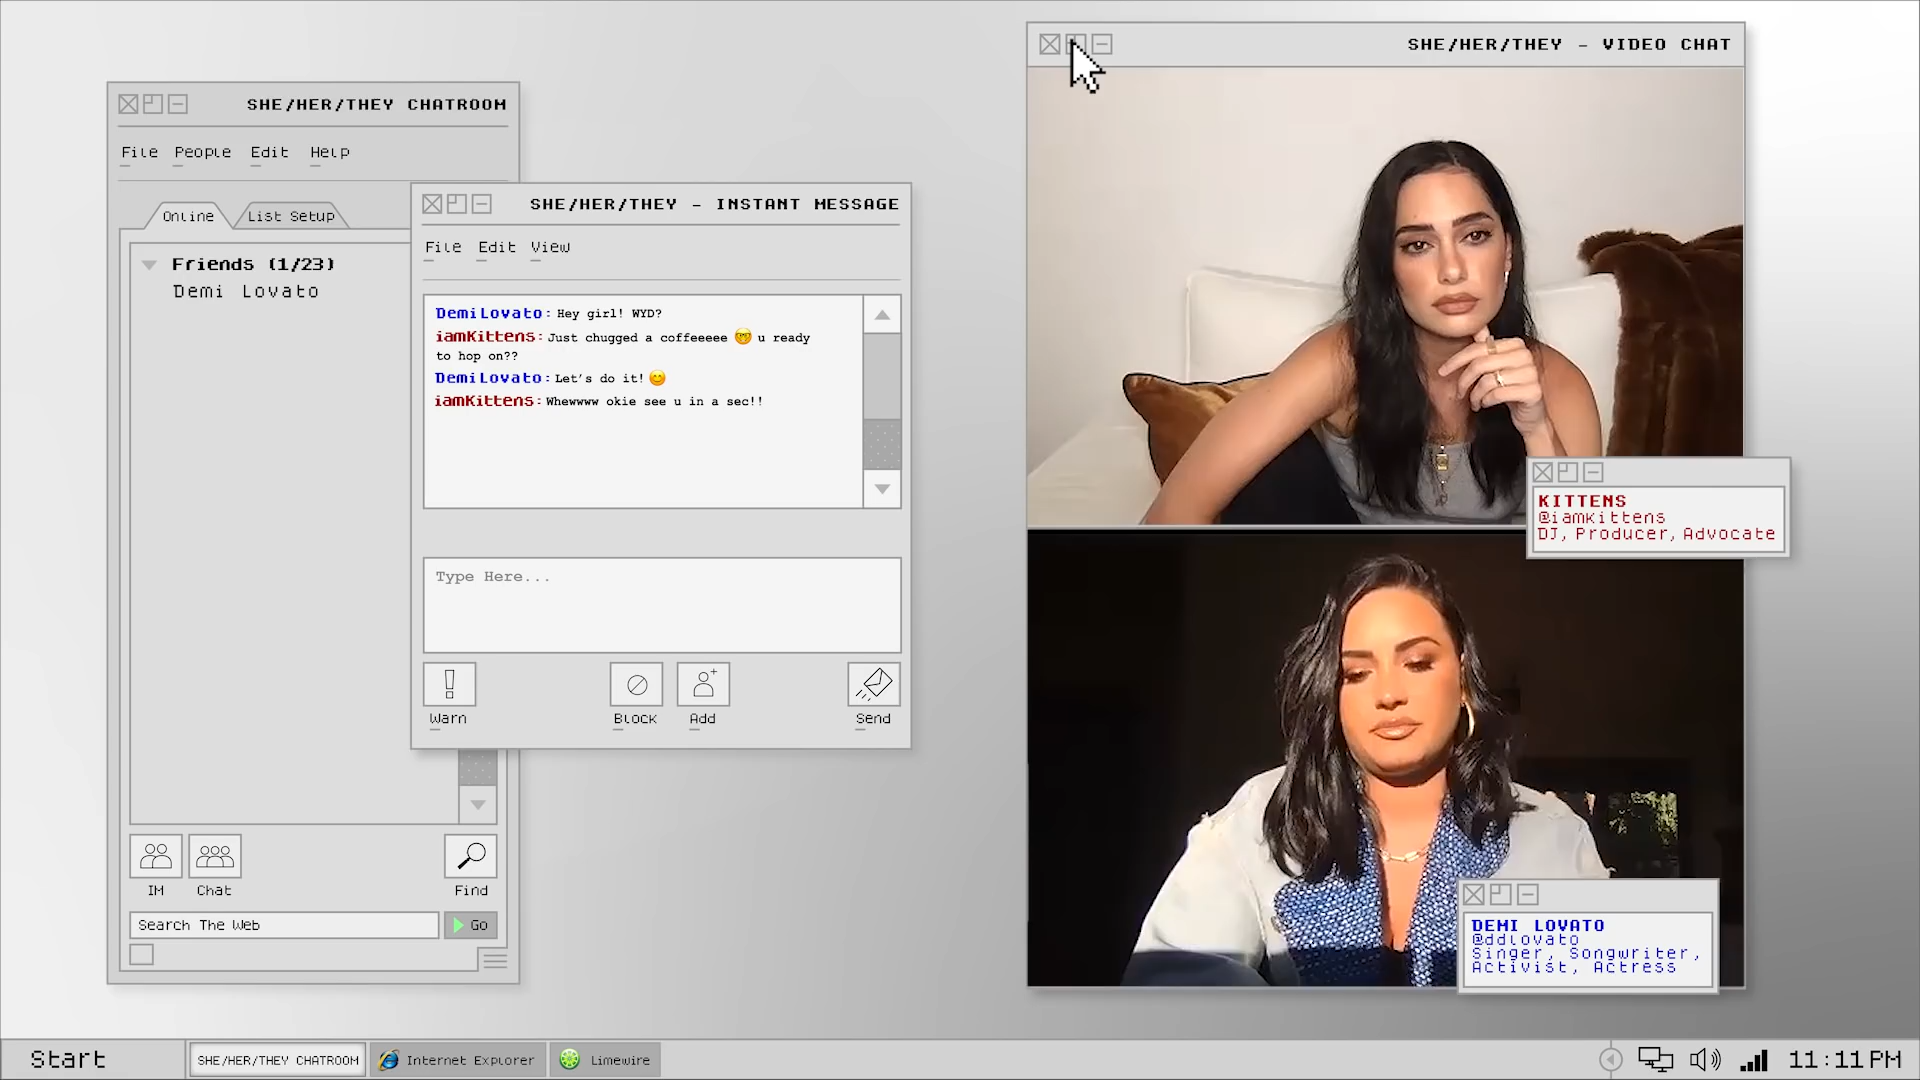 SHE/HER/THEY CHATROOM
File People Edit Help
Online List Setup
Friends (1/23)
Demi Lovato
IM Chat Find
Search The Web Go
SHE/HER/THEY - INSTANT MESSAGE
File Edit View
DemiLovato: Hey girl! WYD?
iamKittens: Just chugged a coffeeeee 🤓 u ready
to hop on??
DemiLovato: Let's do it! 😊
iamKittens: Whewwww okie see u in a sec!!
Type Here...
Warn Block Add Send
SHE/HER/THEY - VIDEO CHAT
KITTENS
@iamkittens
DJ, Producer, Advocate
DEMI LOVATO
@ddlovato
Singer, Songwriter,
Activist, Actress
Start SHE/HER/THEY CHATROOM Internet Explorer Limewire 11:11 PM